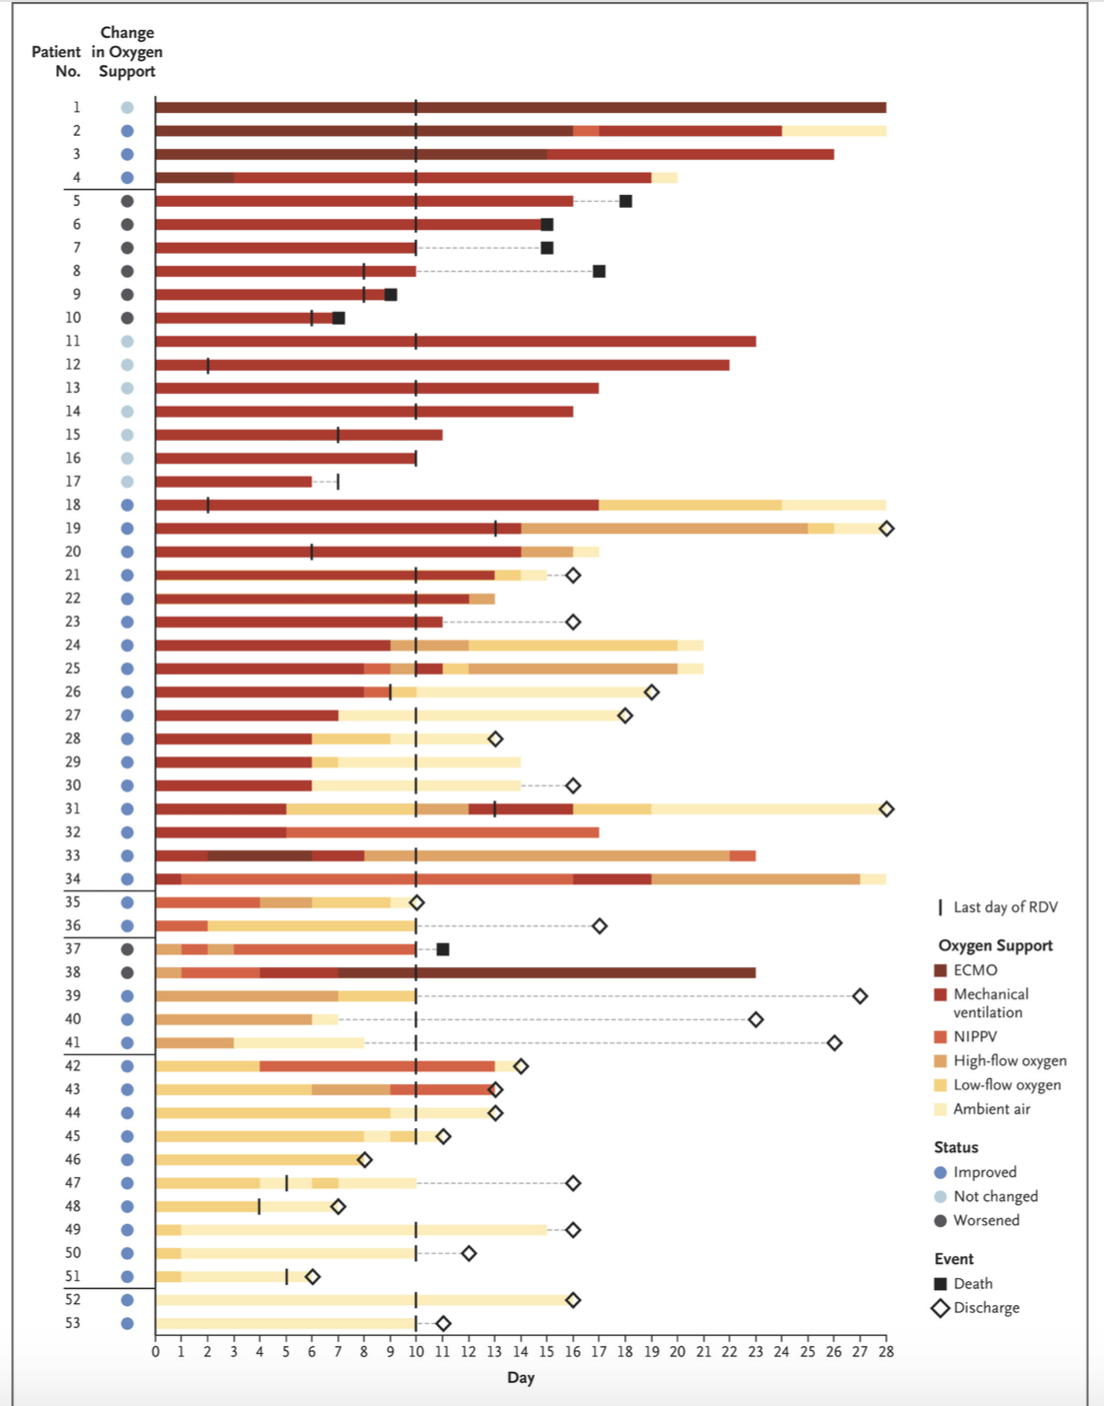 Change
Patient in Oxygen
No. Support
1
2
3
4
5
6
7
8
9
10
11
12
13
14
15
16
17
18
19
20
21
22
23
24
25
26
27
28
29
30
31
32
33
34
35
36
37
38
39
40
41
42
43
44
45
46
47
48
49
50
51
52
53
0 1 2 3 4 5 6 7 8 9 10 11 12 13 14 15 16 17 18 19 20 21 22 23 24 25 26 27 28
Day
Last day of RDV
Oxygen Support
ECMO
Mechanical
ventilation
NIPPV
High-flow oxygen
Low-flow oxygen
Ambient air
Status
Improved
Not changed
Worsened
Event
Death
Discharge